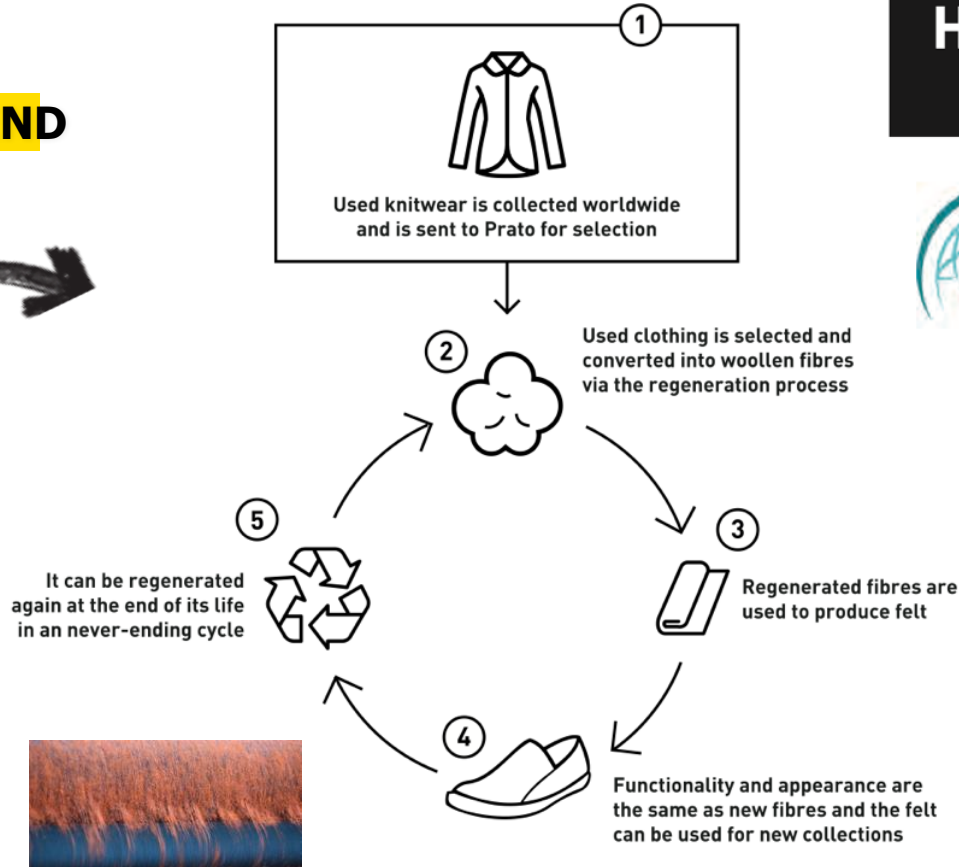 1
Used knitwear is collected worldwide
and is sent to Prato for selection
ND
H
2
Used clothing is selected and
converted into woollen fibres
via the regeneration process
3
Regenerated fibres are
used to produce felt
4
Functionality and appearance are
the same as new fibres and the felt
can be used for new collections
5
It can be regenerated
again at the end of its life
in an never-ending cycle